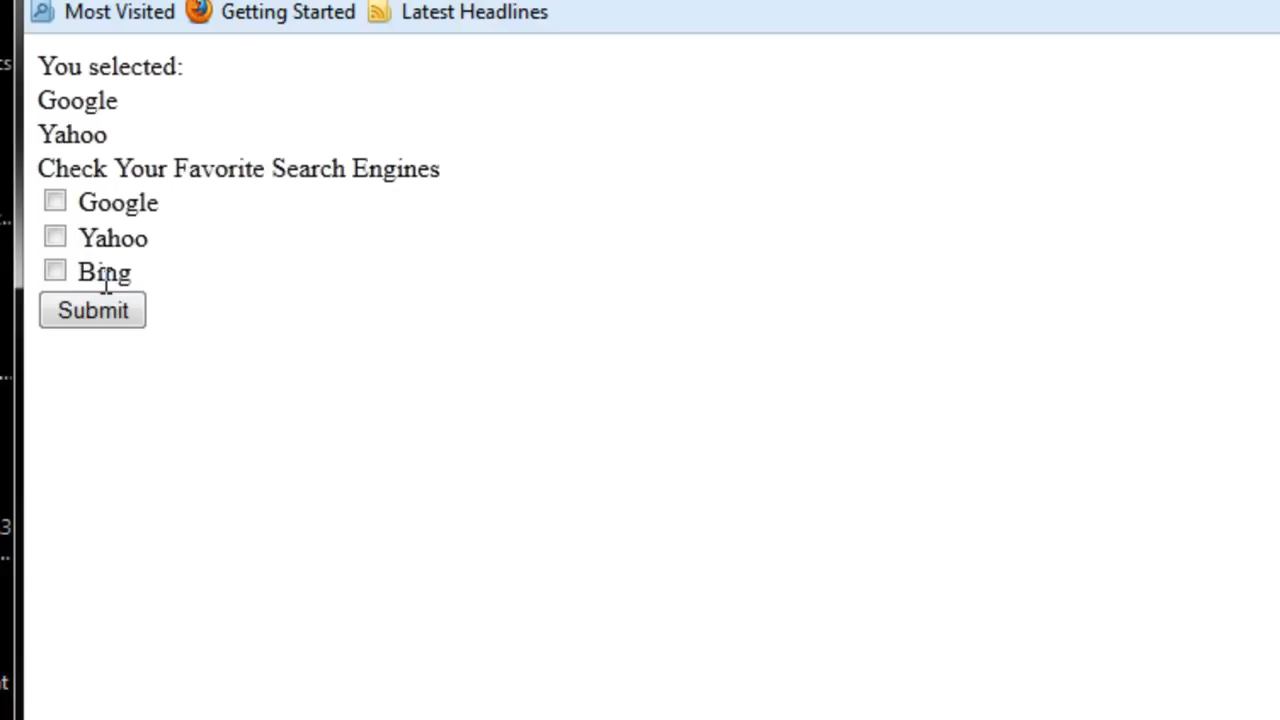 Most Visited Getting Started Latest Headlines
You selected:
Google
Yahoo
Check Your Favorite Search Engines
Google
Yahoo
Bing
Submit